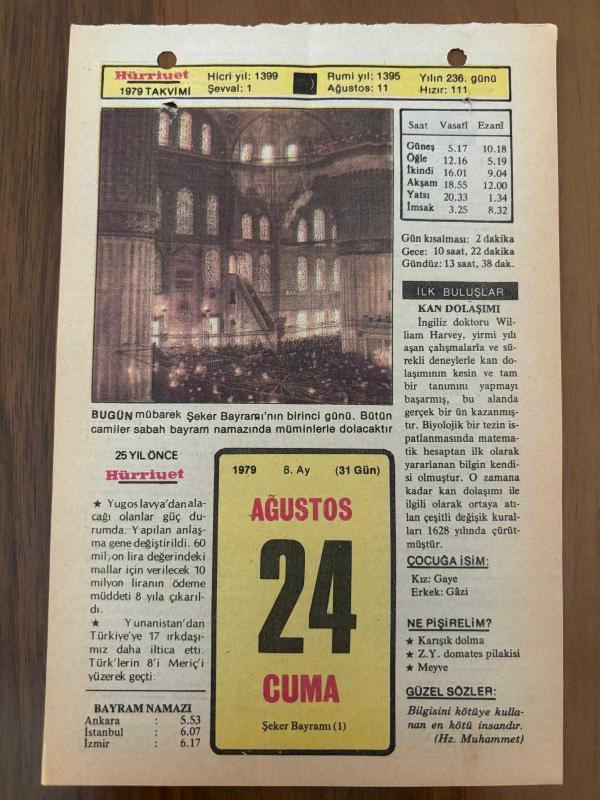 Hürriyet
1979 TAKVİMİ
Hicri yıl: 1399
Şevval: 1
Rumi yıl: 1395
Ağustos: 11
Yılın 236. günü
Hızır: 111
Saat Vasatî Ezanî
Güneş 5.17 10.18
Öğle 12.16 5.19
İkindi 16.01 9.04
Akşam 18.55 12.00
Yatsı 20.33 1.34
İmsak 3.25 8.32
Gün kısalması: 2 dakika
Gece: 10 saat, 22 dakika
Gündüz: 13 saat, 38 dak.
BUGÜN mübarek Şeker Bayramı'nın birinci günü. Bütün
camiler sabah bayram namazında müminlerle dolacaktır
İLK BULUŞLAR
KAN DOLAŞIMI
İngiliz doktoru Wil-
liam Harvey, yirmi yılı
aşan çalışmalarla ve sü-
rekli deneylerle kan do-
laşımının kesin ve tam
bir tanımını yapmayı
başarmış, bu alanda
gerçek bir ün kazanmış-
tır. Biyolojik bir tezin is-
patlanmasında matema-
tik hesaptan ilk olarak
yararlanan bilgin kendi-
si olmuştur. O zamana
kadar kan dolaşımı ile
ilgili olarak ortaya atı-
lan çeşitli değişik kural-
ları 1628 yılında çürüt-
müştür.
25 YIL ÖNCE
Hürriyet
★ Yugoslavya'dan ala-
cağı olanlar güç du-
rumda. Yapılan anlaş-
ma gene değiştirildi. 60
milyon lira değerindeki
mallar için verilecek 10
milyon liranın ödeme
müddeti 8 yıla çıkarıl-
dı.
★ Yunanistan'dan
Türkiye'ye 17 ırkdaşı-
mız daha iltica etti.
Türk'lerin 8'i Meriç'i
yüzerek geçti.
BAYRAM NAMAZI
Ankara : 5.53
İstanbul : 6.07
İzmir : 6.17
1979 8. Ay (31 Gün)
AĞUSTOS
24
CUMA
Şeker Bayramı (1)
ÇOCUĞA İSİM:
Kız: Gaye
Erkek: Gâzi
NE PİŞİRELİM?
★ Karışık dolma
★ Z.Y. domates pilakisi
★ Meyve
GÜZEL SÖZLER:
Bilgisini kötüye kulla-
nan en kötü insandır.
(Hz. Muhammet)